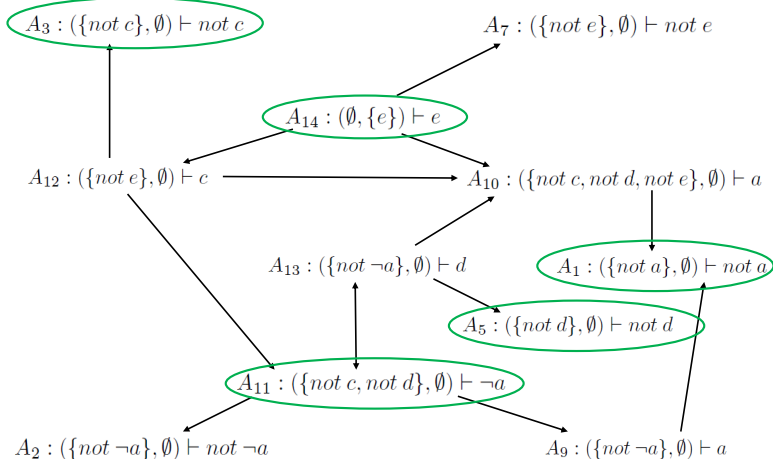 A₃ : ({not c}, ∅) ⊢ not c
A₇ : ({not e}, ∅) ⊢ not e
A₁₄ : (∅, {e}) ⊢ e
A₁₂ : ({not e}, ∅) ⊢ c
A₁₀ : ({not c, not d, not e}, ∅) ⊢ a
A₁₃ : ({not ¬a}, ∅) ⊢ d
A₁ : ({not a}, ∅) ⊢ not a
A₅ : ({not d}, ∅) ⊢ not d
A₁₁ : ({not c, not d}, ∅) ⊢ ¬a
A₂ : ({not ¬a}, ∅) ⊢ not ¬a
A₉ : ({not ¬a}, ∅) ⊢ a